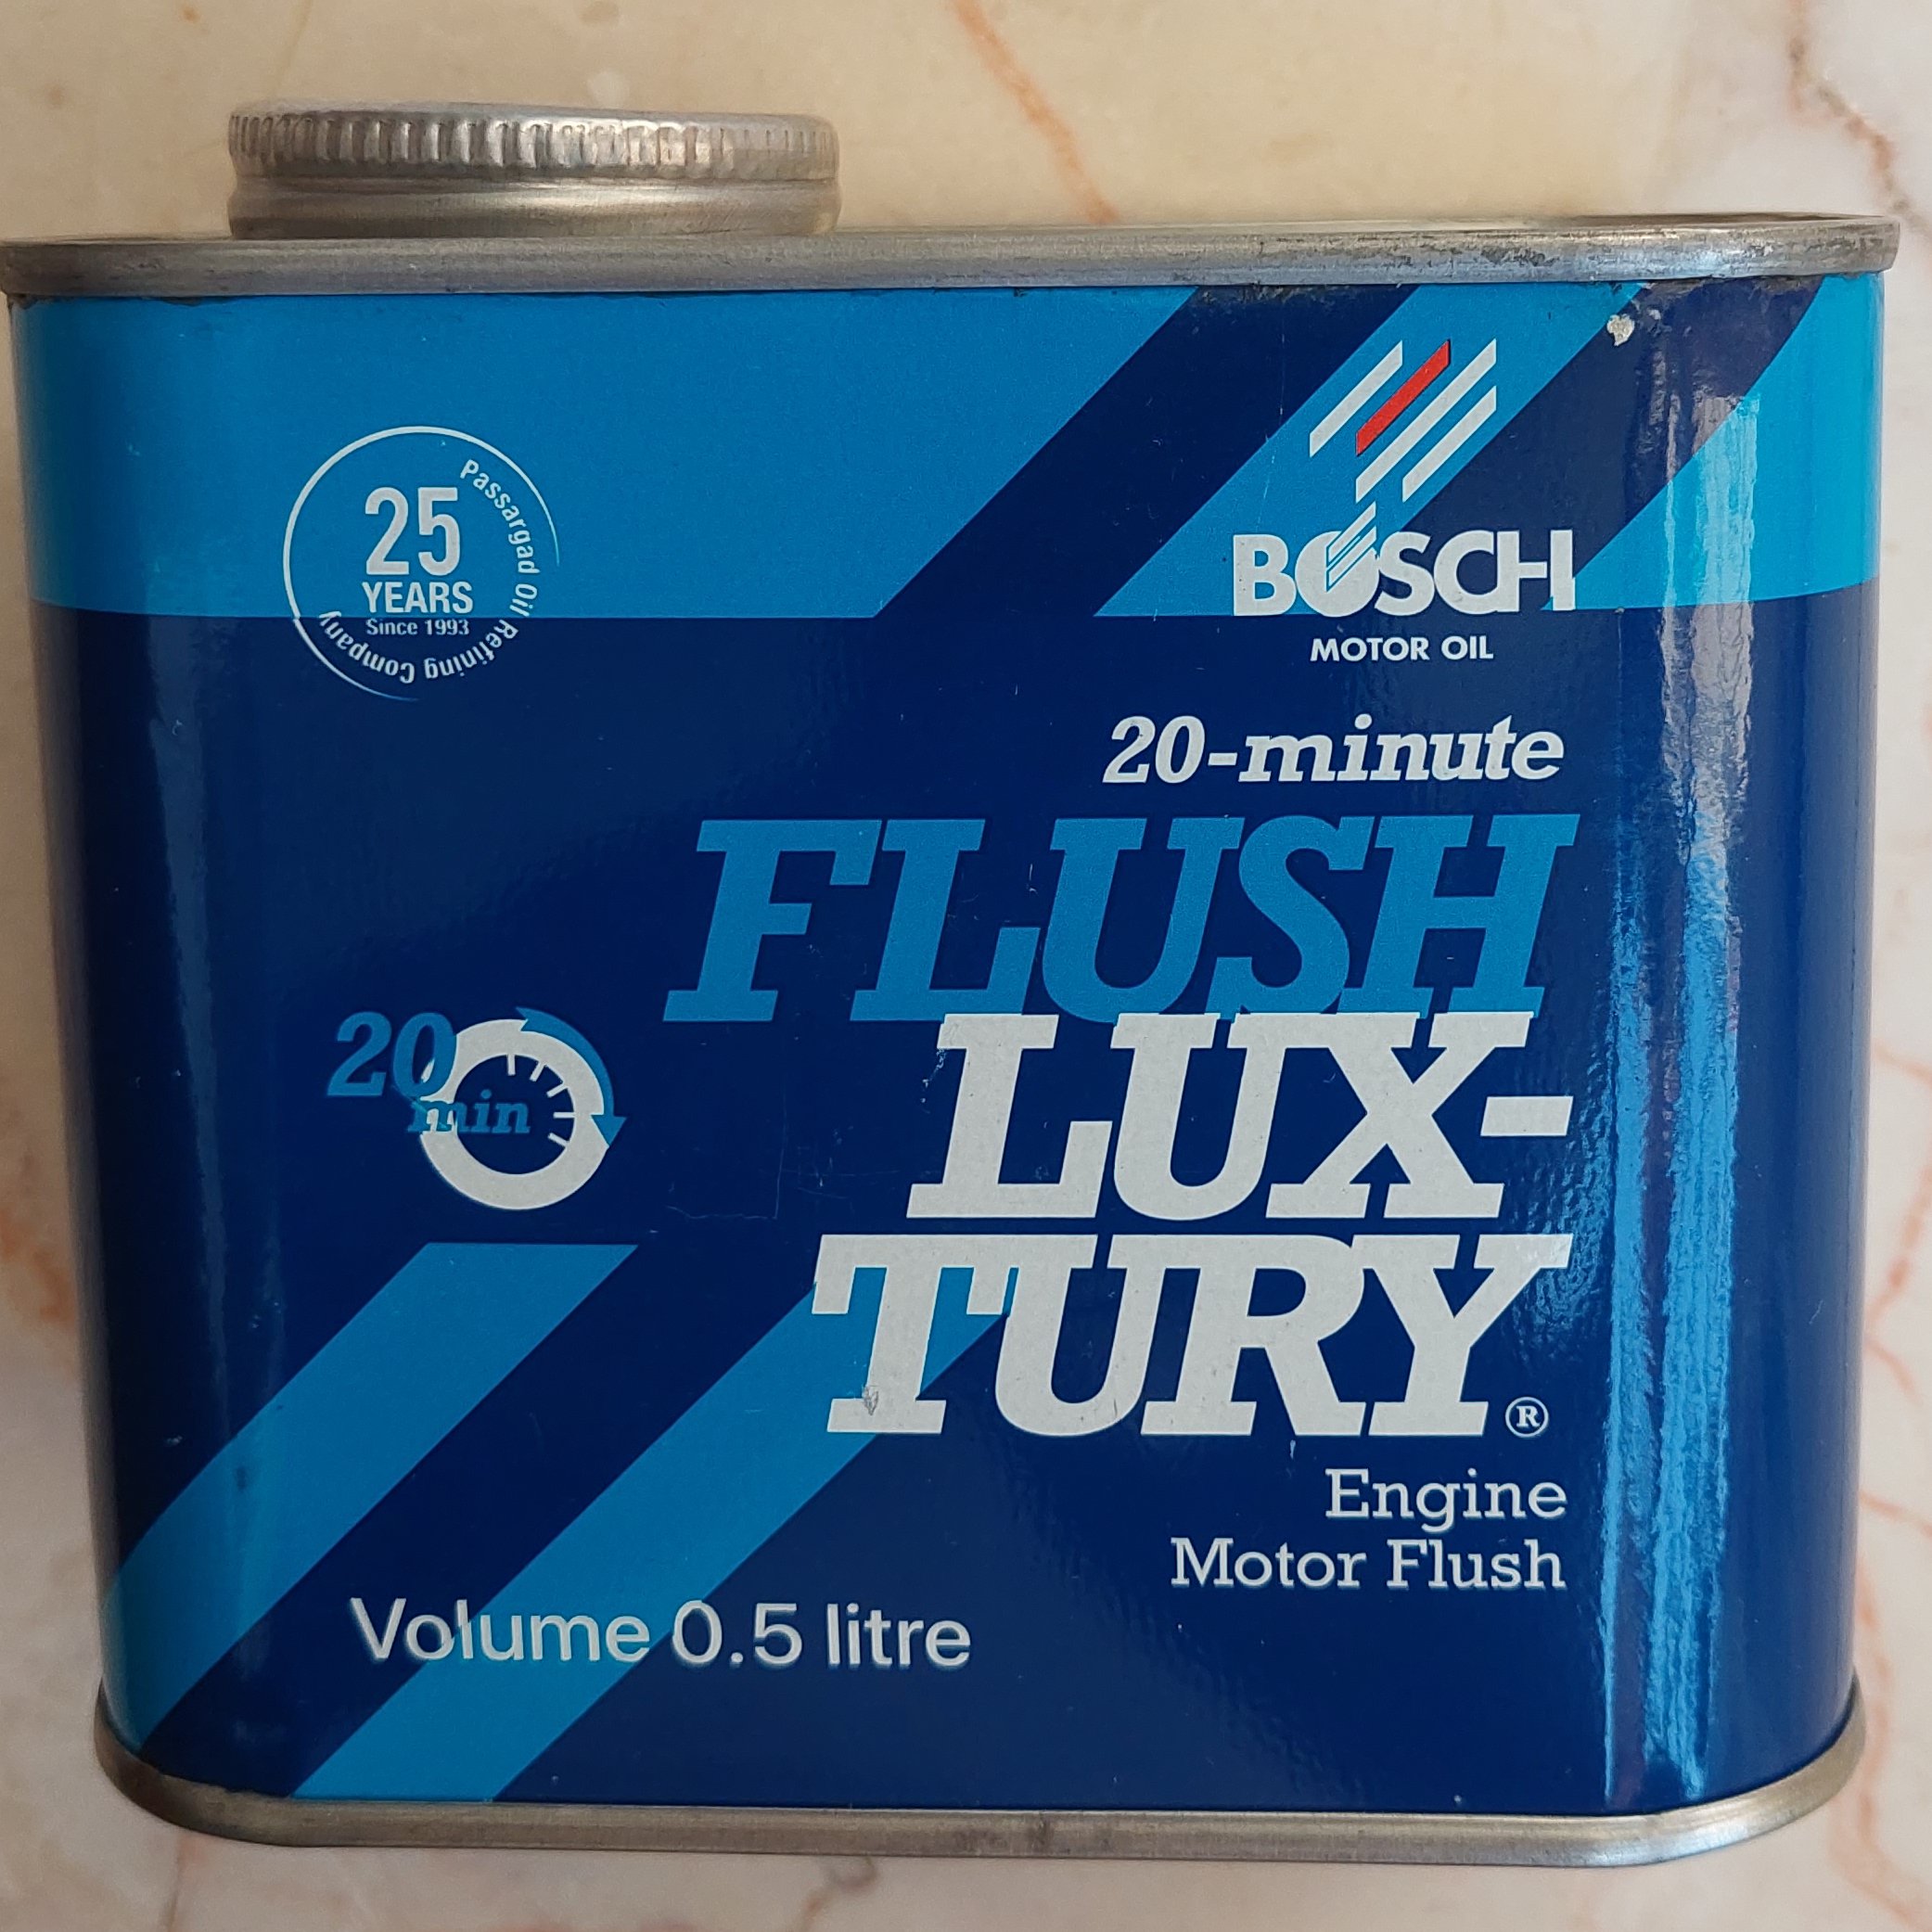 25
YEARS
Since 1993
Passargad Oil Refining Company
BOSCH
MOTOR OIL
20-minute
FLUSH
LUX-
TURY®
20
min
Engine
Motor Flush
Volume 0.5 litre